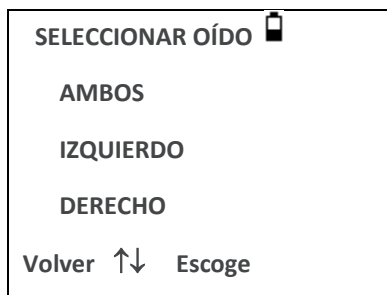 SELECCIONAR OÍDO
AMBOS
IZQUIERDO
DERECHO
Volver ↑↓ Escoge